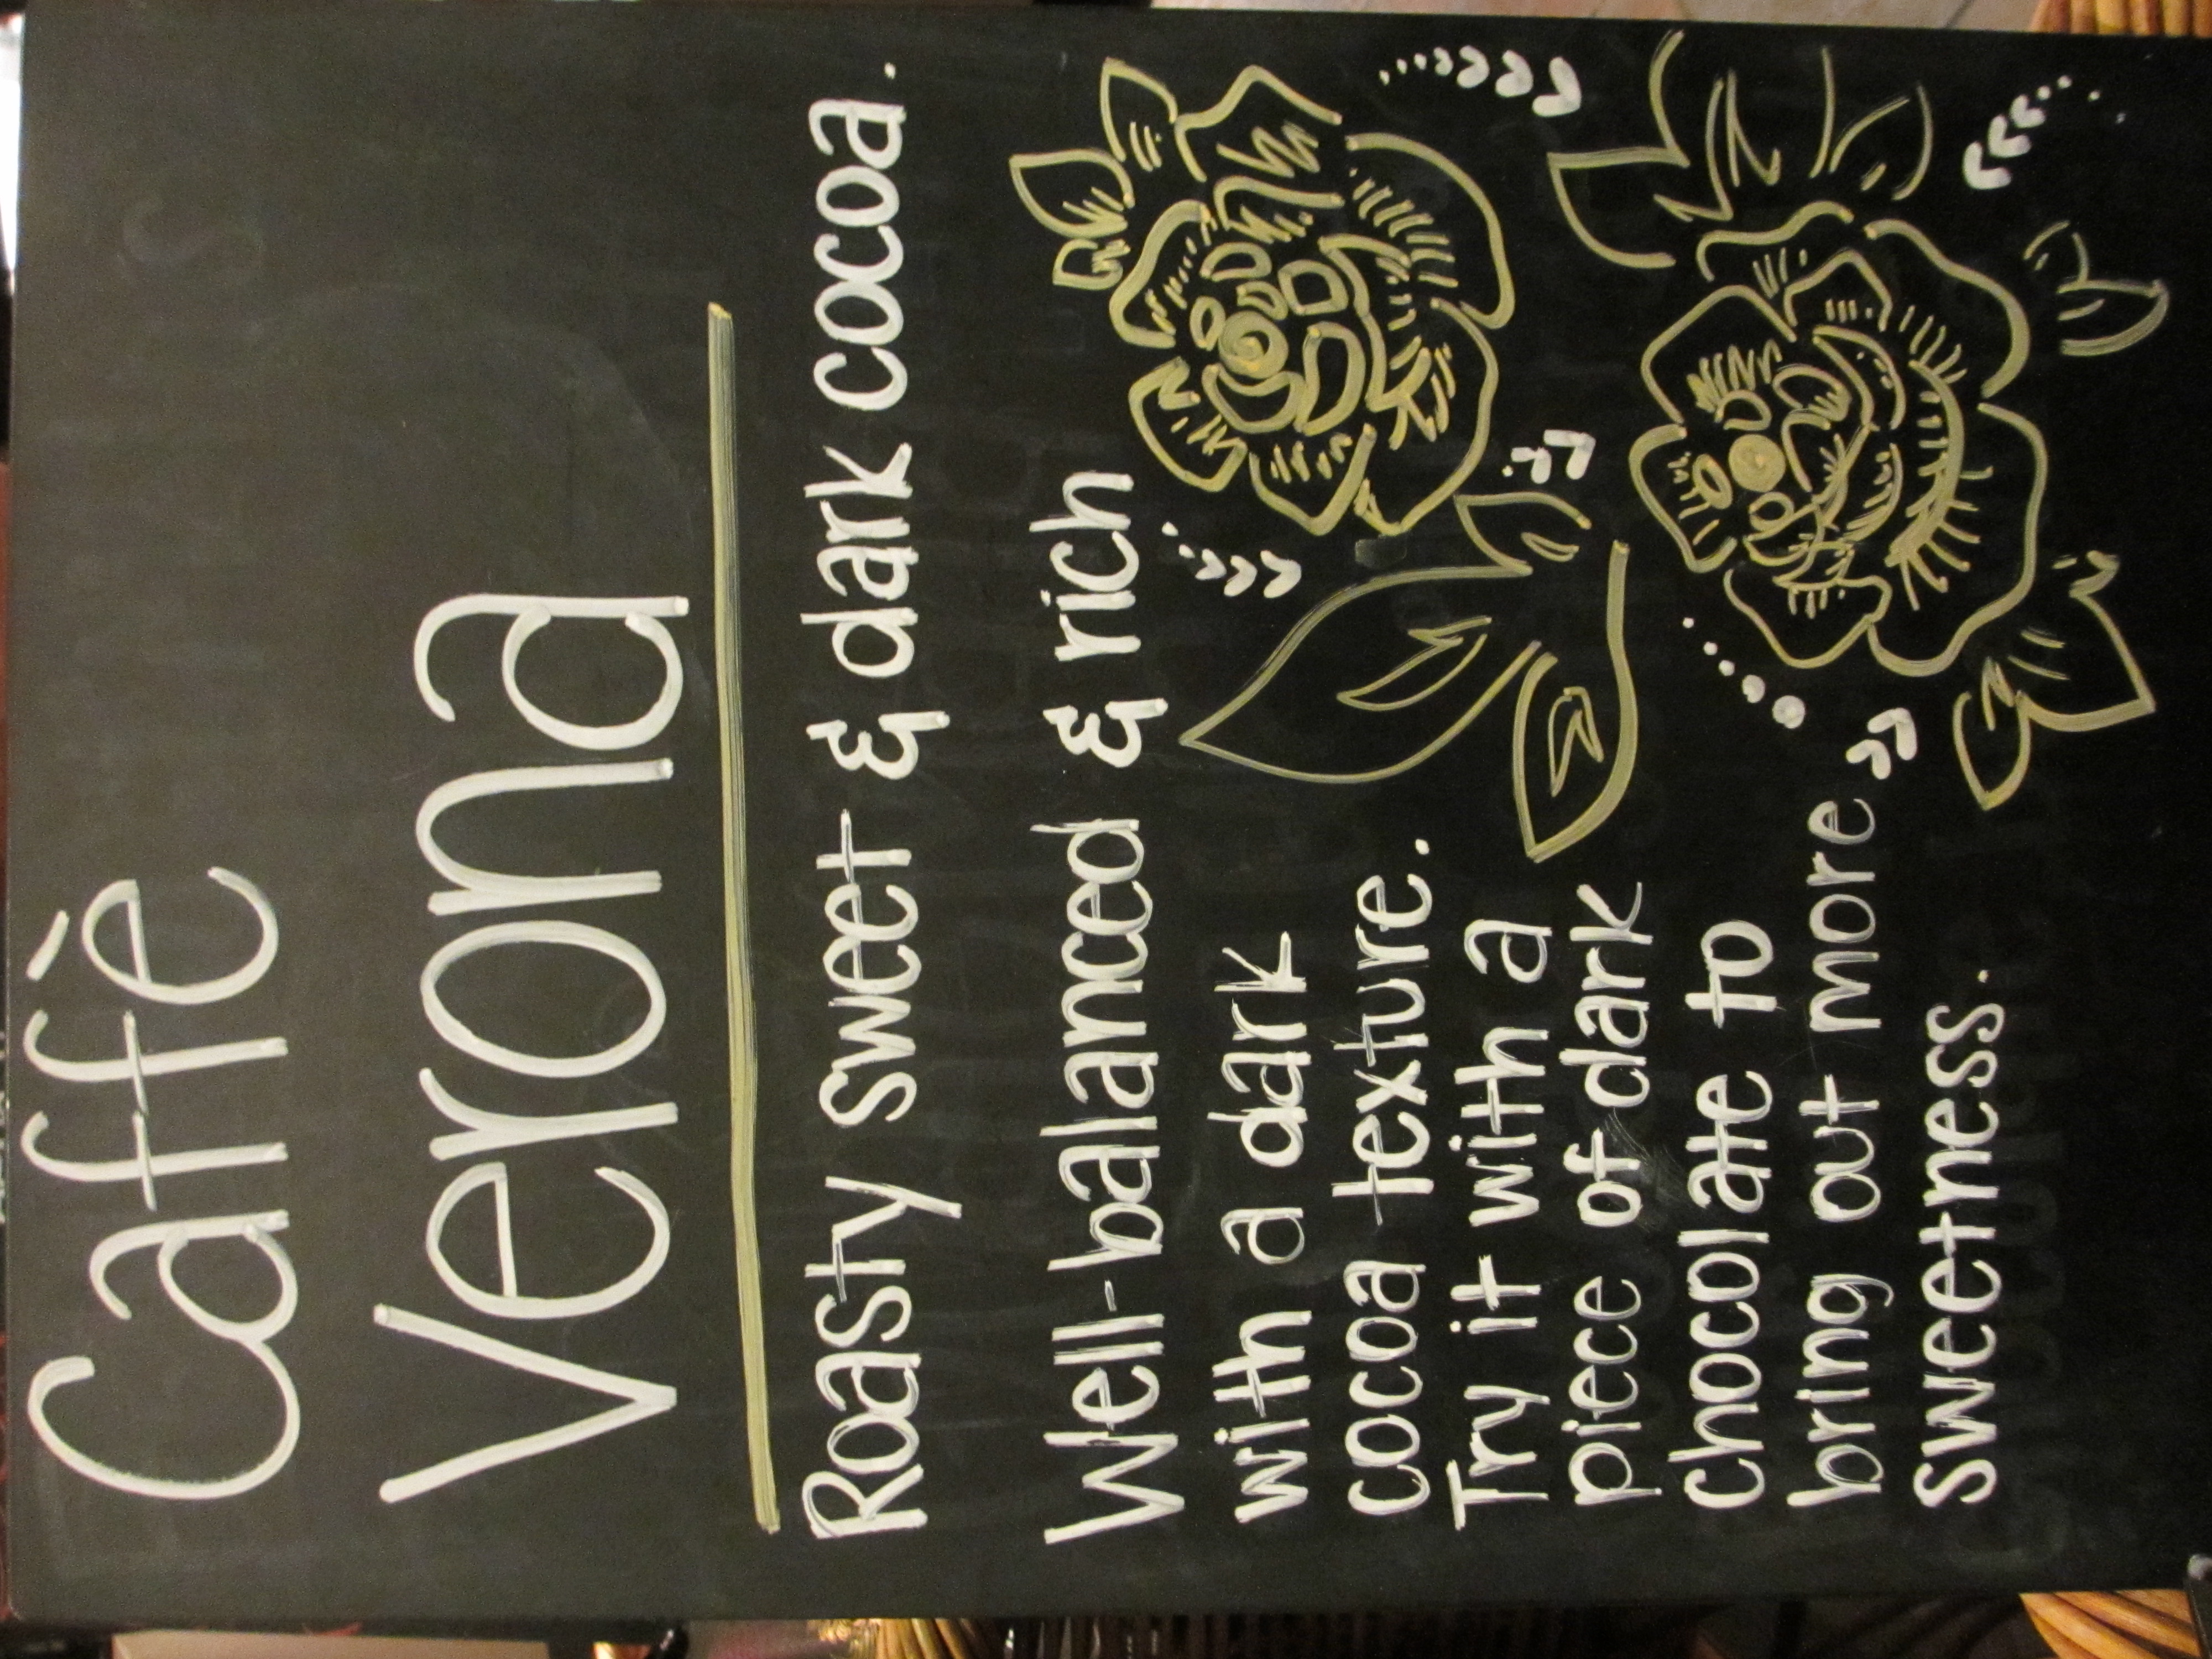 Caffè
Verona
Roasty sweet & dark cocoa.
Well-balanced & rich
with a dark
cocoa texture.
Try it with a
piece of dark
chocolate to
bring out more
sweetness.